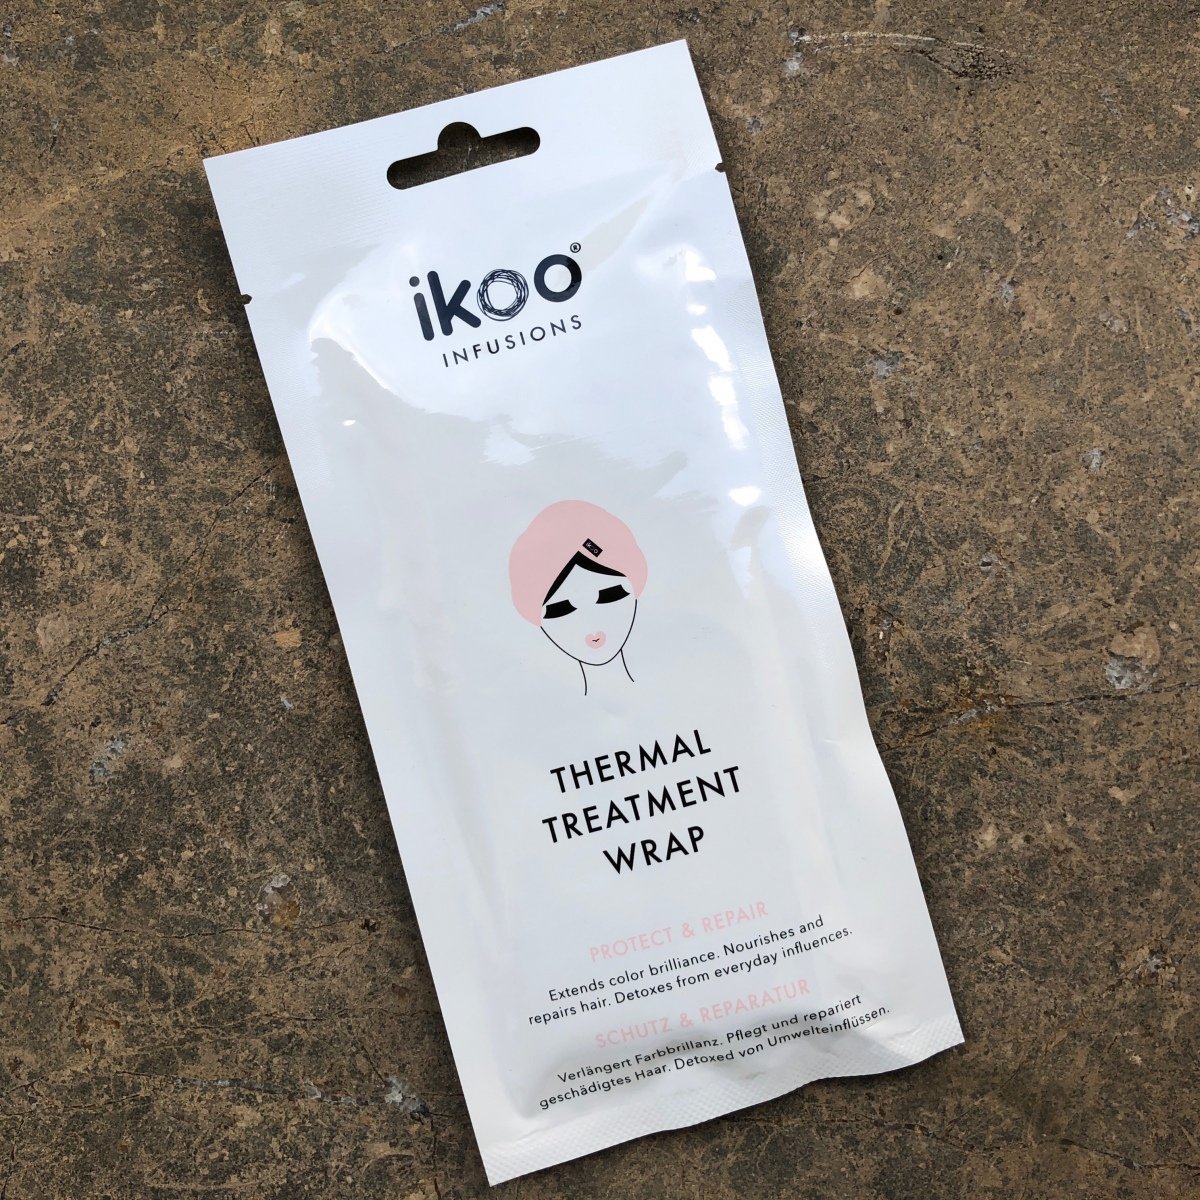 ikoo®
INFUSIONS
ikoo
THERMAL
TREATMENT
WRAP
PROTECT & REPAIR
Extends color brilliance. Nourishes and
repairs hair. Detoxes from everyday influences.
SCHUTZ & REPARATUR
Verlängert Farbbrillanz. Pflegt und repariert
geschädigtes Haar. Detoxed von Umwelteinflüssen.